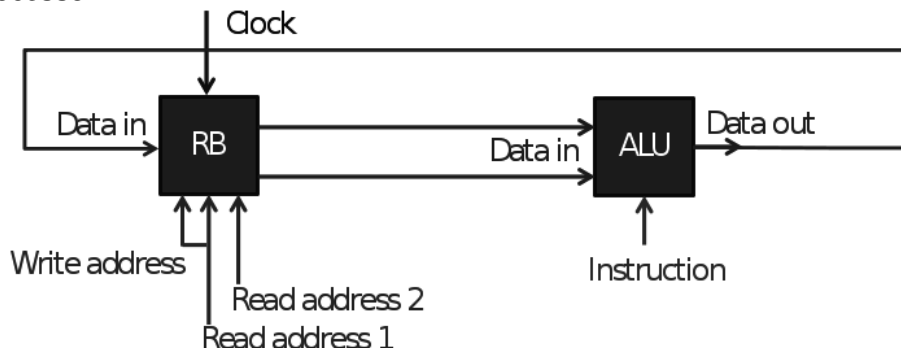 Clock
Data in
RB
Data in
ALU
Data out
Write address
Instruction
Read address 2
Read address 1